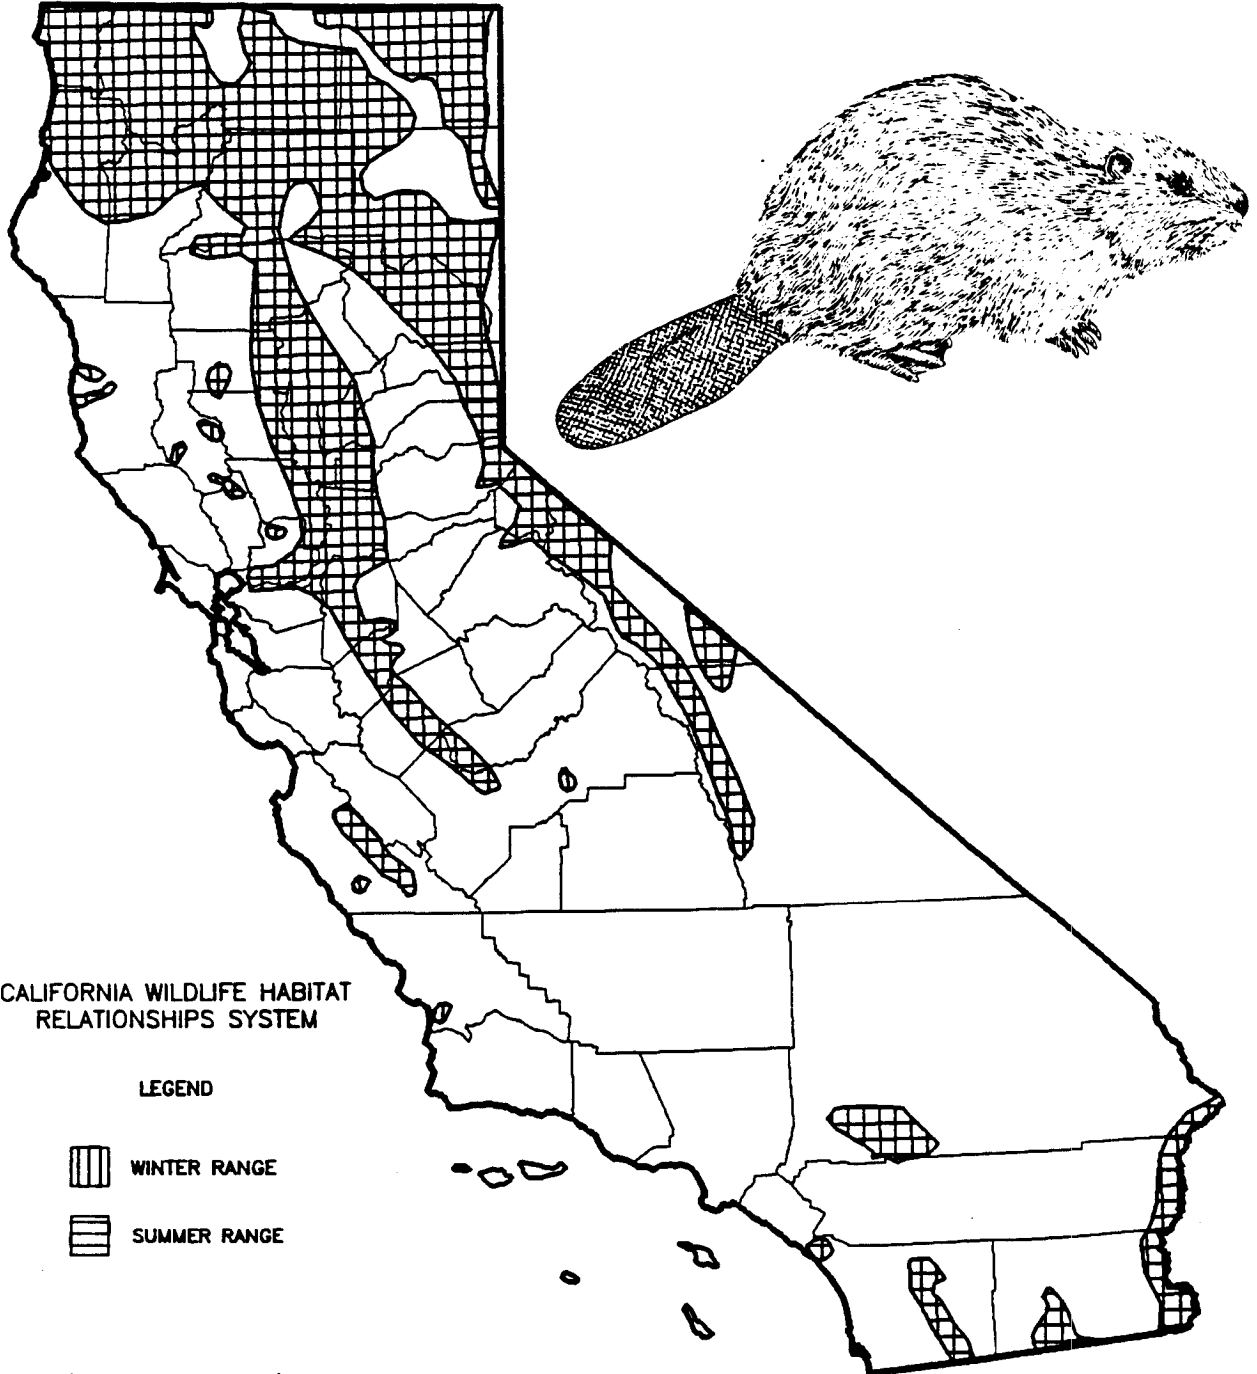 CALIFORNIA WILDLIFE HABITAT
RELATIONSHIPS SYSTEM
LEGEND
WINTER RANGE
SUMMER RANGE